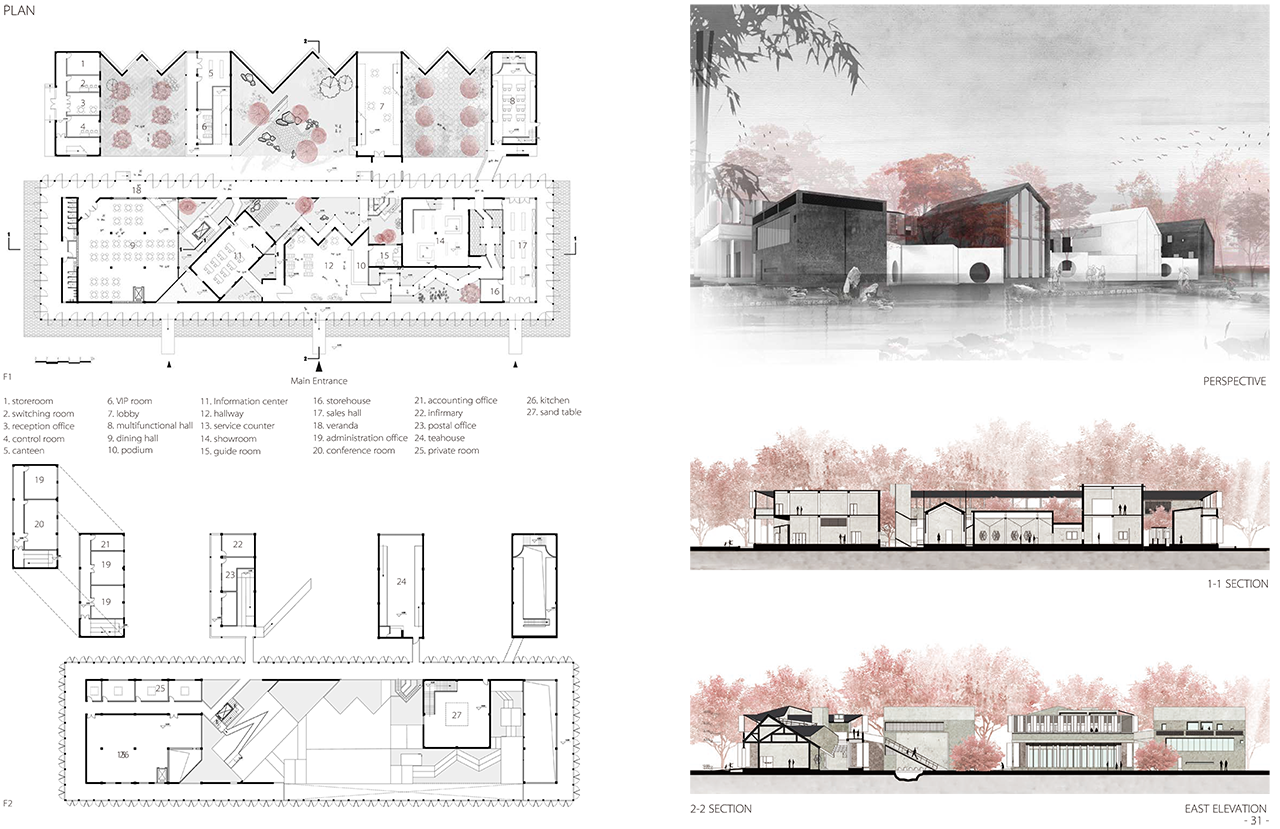 PLAN
2
1
2
3
4
5
6
7
8
18
9
11
12
10
15
14
16
17
1
1
2
Main Entrance
F1
1. storeroom
2. switching room
3. reception office
4. control room
5. canteen
6. VIP room
7. lobby
8. multifunctional hall
9. dining hall
10. podium
11. Information center
12. hallway
13. service counter
14. showroom
15. guide room
16. storehouse
17. sales hall
18. veranda
19. administration office
20. conference room
21. accounting office
22. infirmary
23. postal office
24. teahouse
25. private room
26. kitchen
27. sand table
19
20
21
19
19
22
23
24
25
27
F2
PERSPECTIVE
1-1 SECTION
2-2 SECTION
EAST ELEVATION
- 31 -